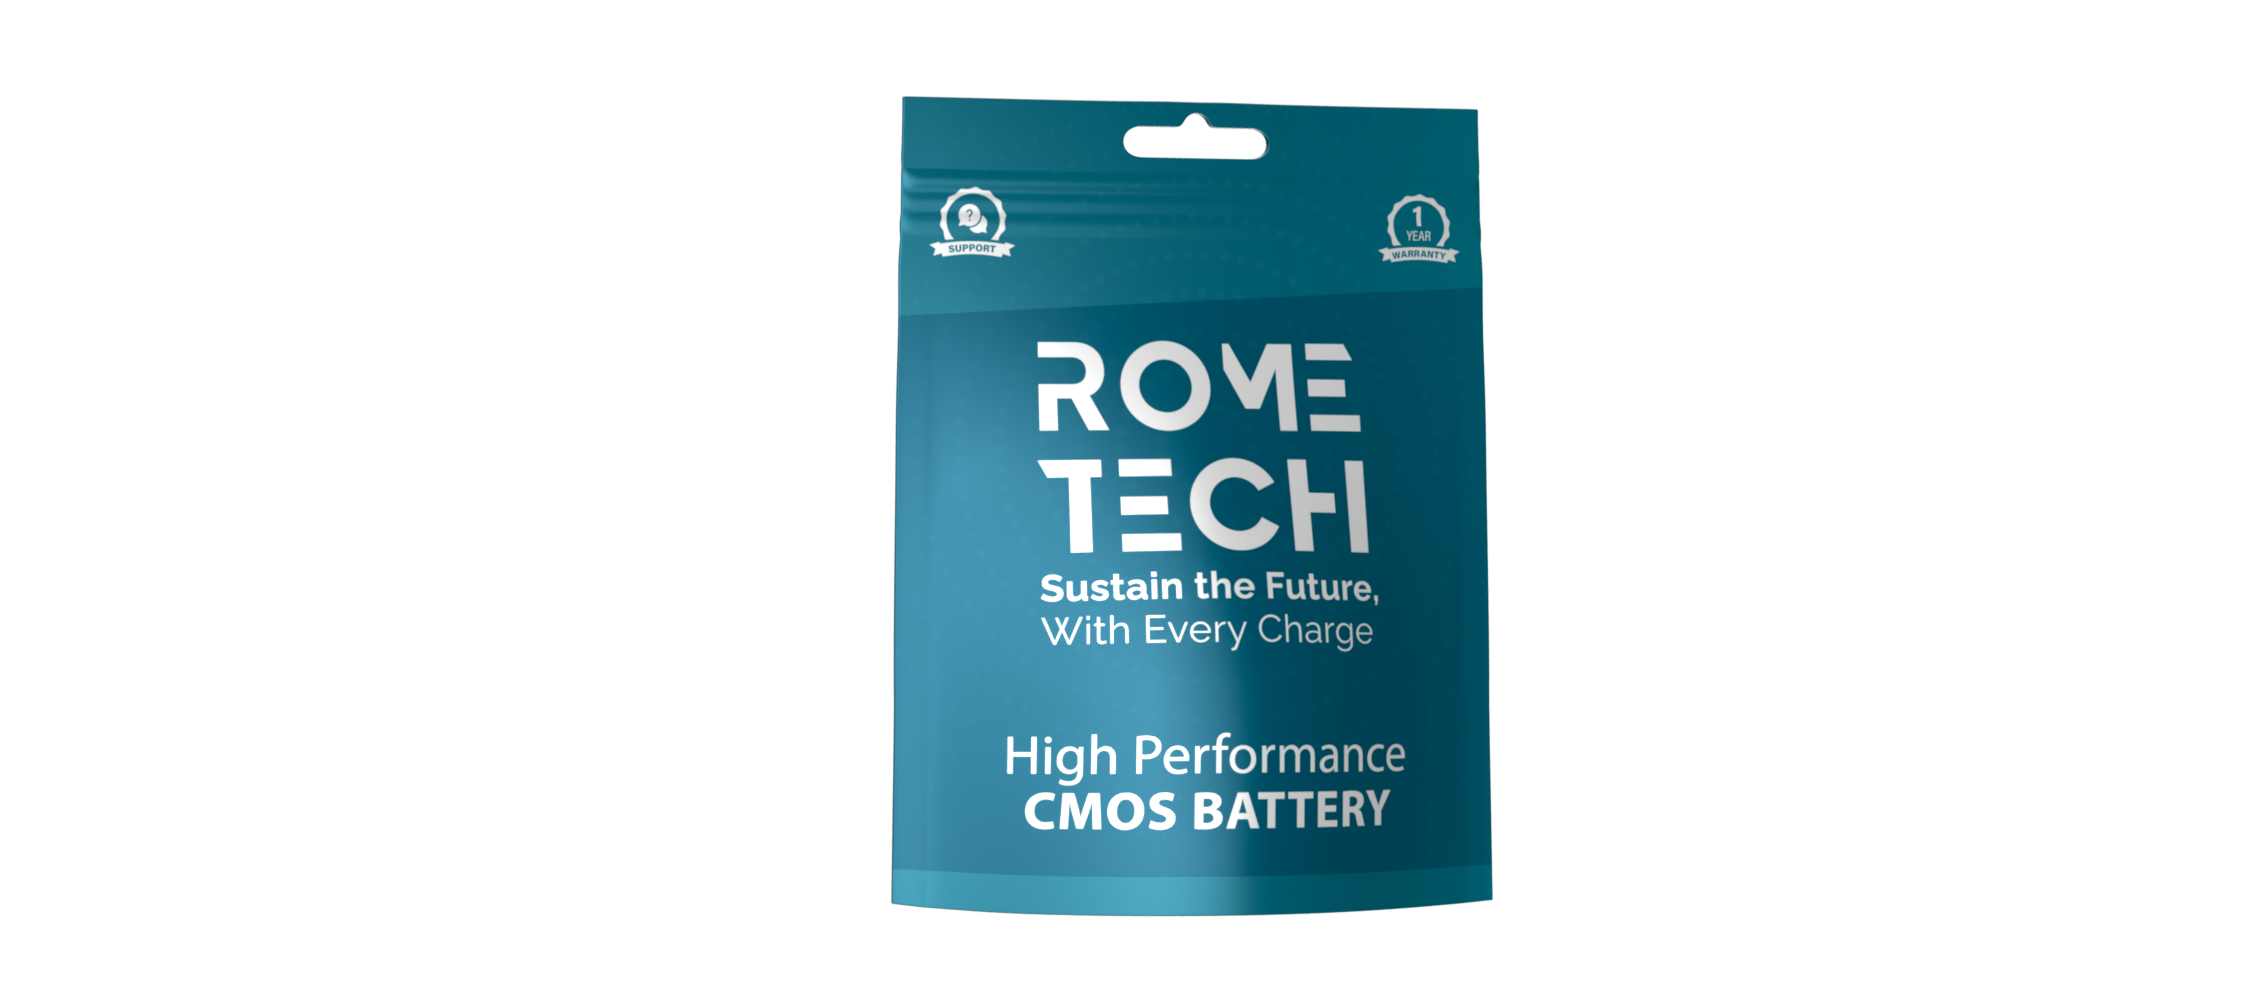 ?
SUPPORT
1
YEAR
WARRANTY
ROME
TECH
Sustain the Future,
With Every Charge
High Performance
CMOS BATTERY